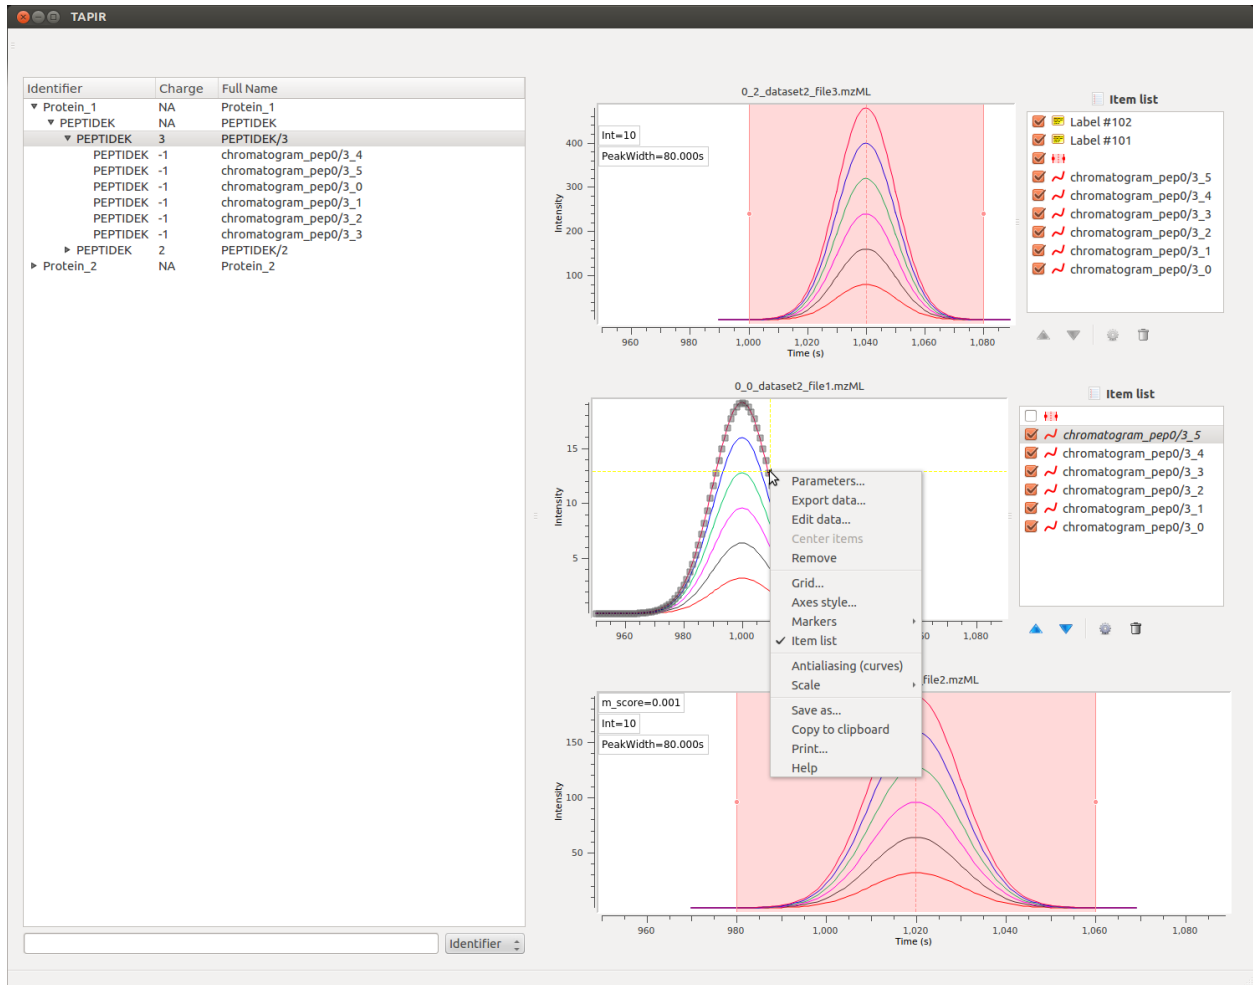 TAPIR
Identifier Charge Full Name
Protein_1 NA Protein_1
PEPTIDEK NA PEPTIDEK
PEPTIDEK 3 PEPTIDEK/3
PEPTIDEK -1 chromatogram_pep0/3_4
PEPTIDEK -1 chromatogram_pep0/3_5
PEPTIDEK -1 chromatogram_pep0/3_0
PEPTIDEK -1 chromatogram_pep0/3_1
PEPTIDEK -1 chromatogram_pep0/3_2
PEPTIDEK -1 chromatogram_pep0/3_3
PEPTIDEK 2 PEPTIDEK/2
Protein_2 NA Protein_2
Identifier
0_2_dataset2_file3.mzML
Int=10
PeakWidth=80.000s
Intensity
400
300
200
100
960 980 1,000 1,020 1,040 1,060 1,080
Time (s)
Item list
Label #102
Label #101
chromatogram_pep0/3_5
chromatogram_pep0/3_4
chromatogram_pep0/3_3
chromatogram_pep0/3_2
chromatogram_pep0/3_1
chromatogram_pep0/3_0
0_0_dataset2_file1.mzML
Intensity
15
10
5
960 980 1,000 60 1,080
Item list
chromatogram_pep0/3_5
chromatogram_pep0/3_4
chromatogram_pep0/3_3
chromatogram_pep0/3_2
chromatogram_pep0/3_1
chromatogram_pep0/3_0
Parameters...
Export data...
Edit data...
Center items
Remove
Grid...
Axes style...
Markers
Item list
Antialiasing (curves)
Scale
Save as...
Copy to clipboard
Print...
Help
file2.mzML
m_score=0.001
Int=10
PeakWidth=80.000s
Intensity
150
100
50
960 980 1,000 1,020 1,040 1,060 1,080
Time (s)